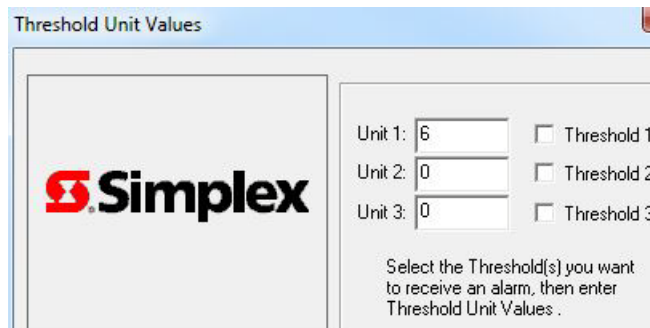 Threshold Unit Values
Simplex
Unit 1: 6 Threshold 1
Unit 2: 0 Threshold 2
Unit 3: 0 Threshold 3
Select the Threshold(s) you want
to receive an alarm, then enter
Threshold Unit Values .